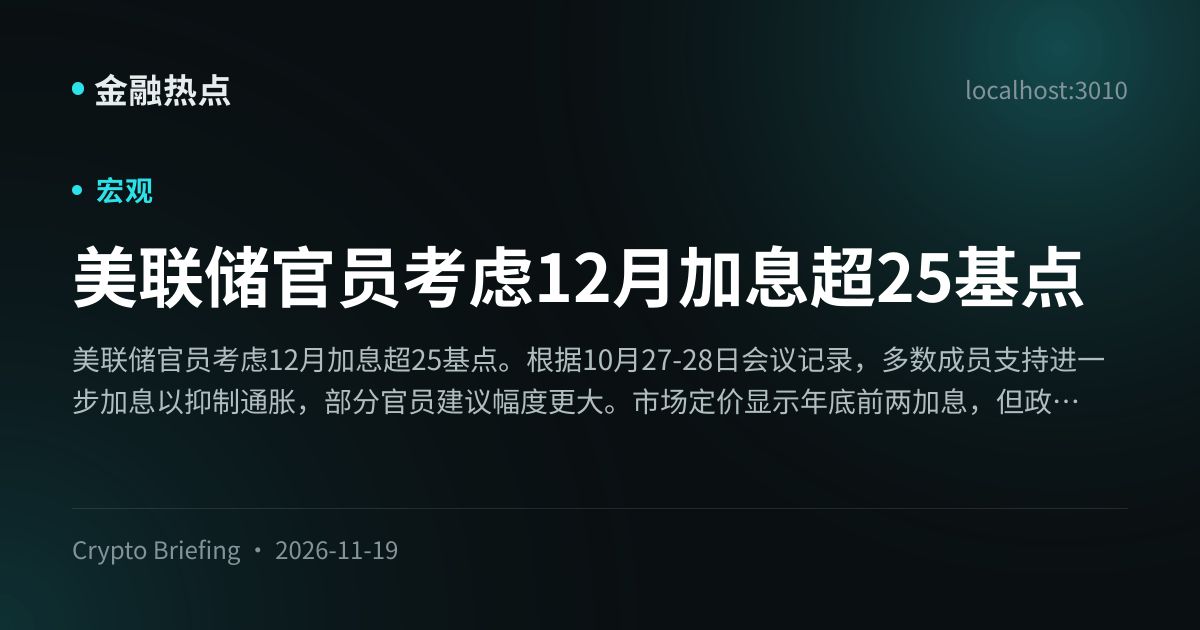 金融热点
localhost:3010
宏观
美联储官员考虑12月加息超25基点
美联储官员考虑12月加息超25基点。根据10月27-28日会议记录，多数成员支持进一
步加息以抑制通胀，部分官员建议幅度更大。市场定价显示年底前两加息，但政…
Crypto Briefing • 2026-11-19